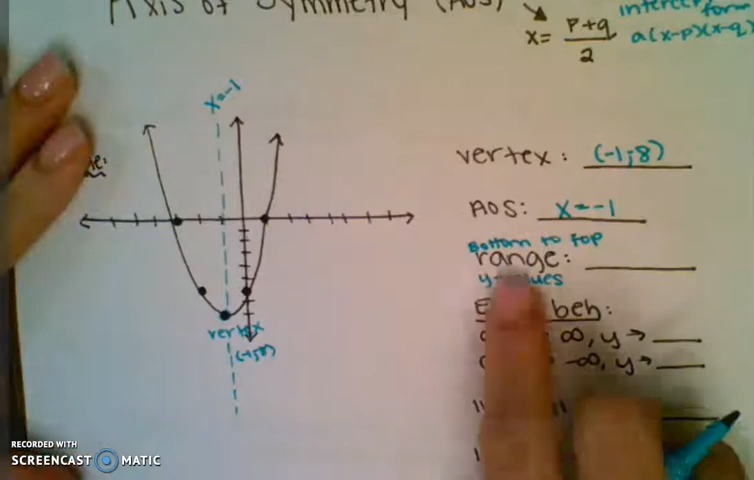 Axis of Symmetry (AOS)
intercept form
x= p+q/2 a(x-p)(x-q)
x=-1
vertex: (-1,-8)
AOS: x=-1
Bottom to top
range:
y-values
beh:
∞, y→
-∞, y→
vertex
(-1,-8)
RECORDED WITH
SCREENCAST MATIC